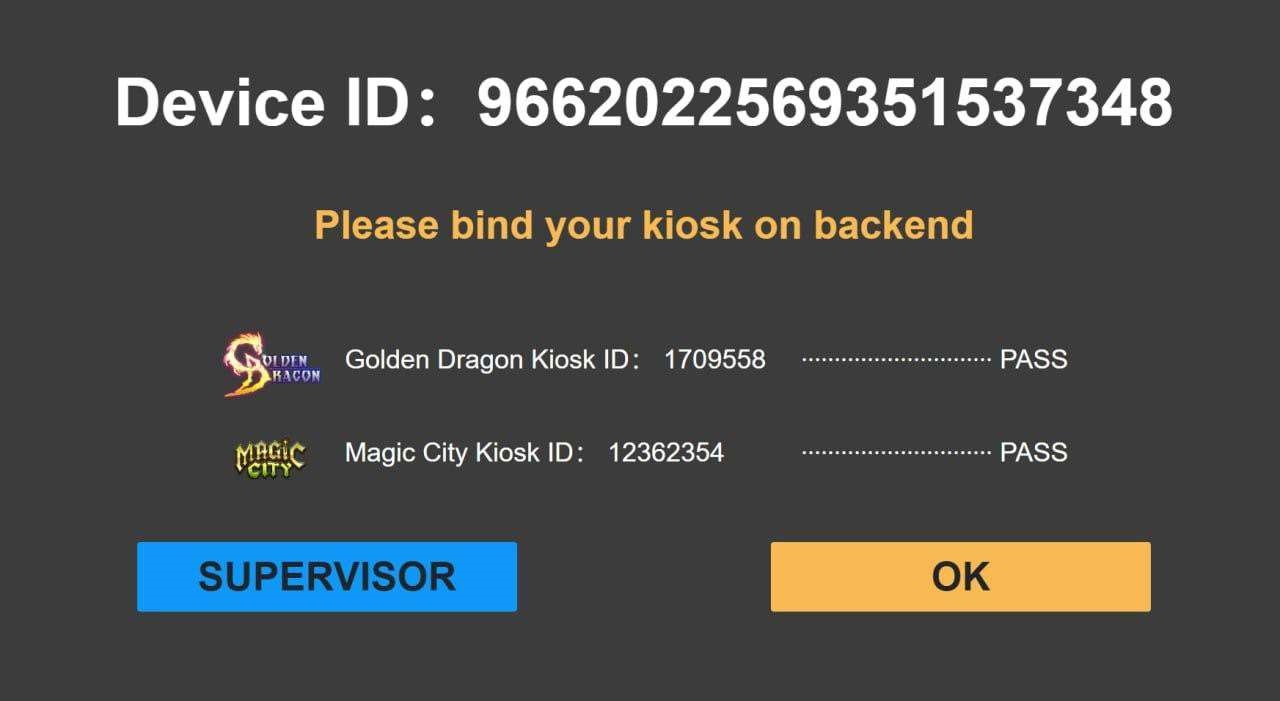 Device ID：9662022569351537348
Please bind your kiosk on backend
GOLDEN DRAGON
Golden Dragon Kiosk ID： 1709558 ····························· PASS
MAGIC CITY
Magic City Kiosk ID： 12362354 ····························· PASS
SUPERVISOR
OK